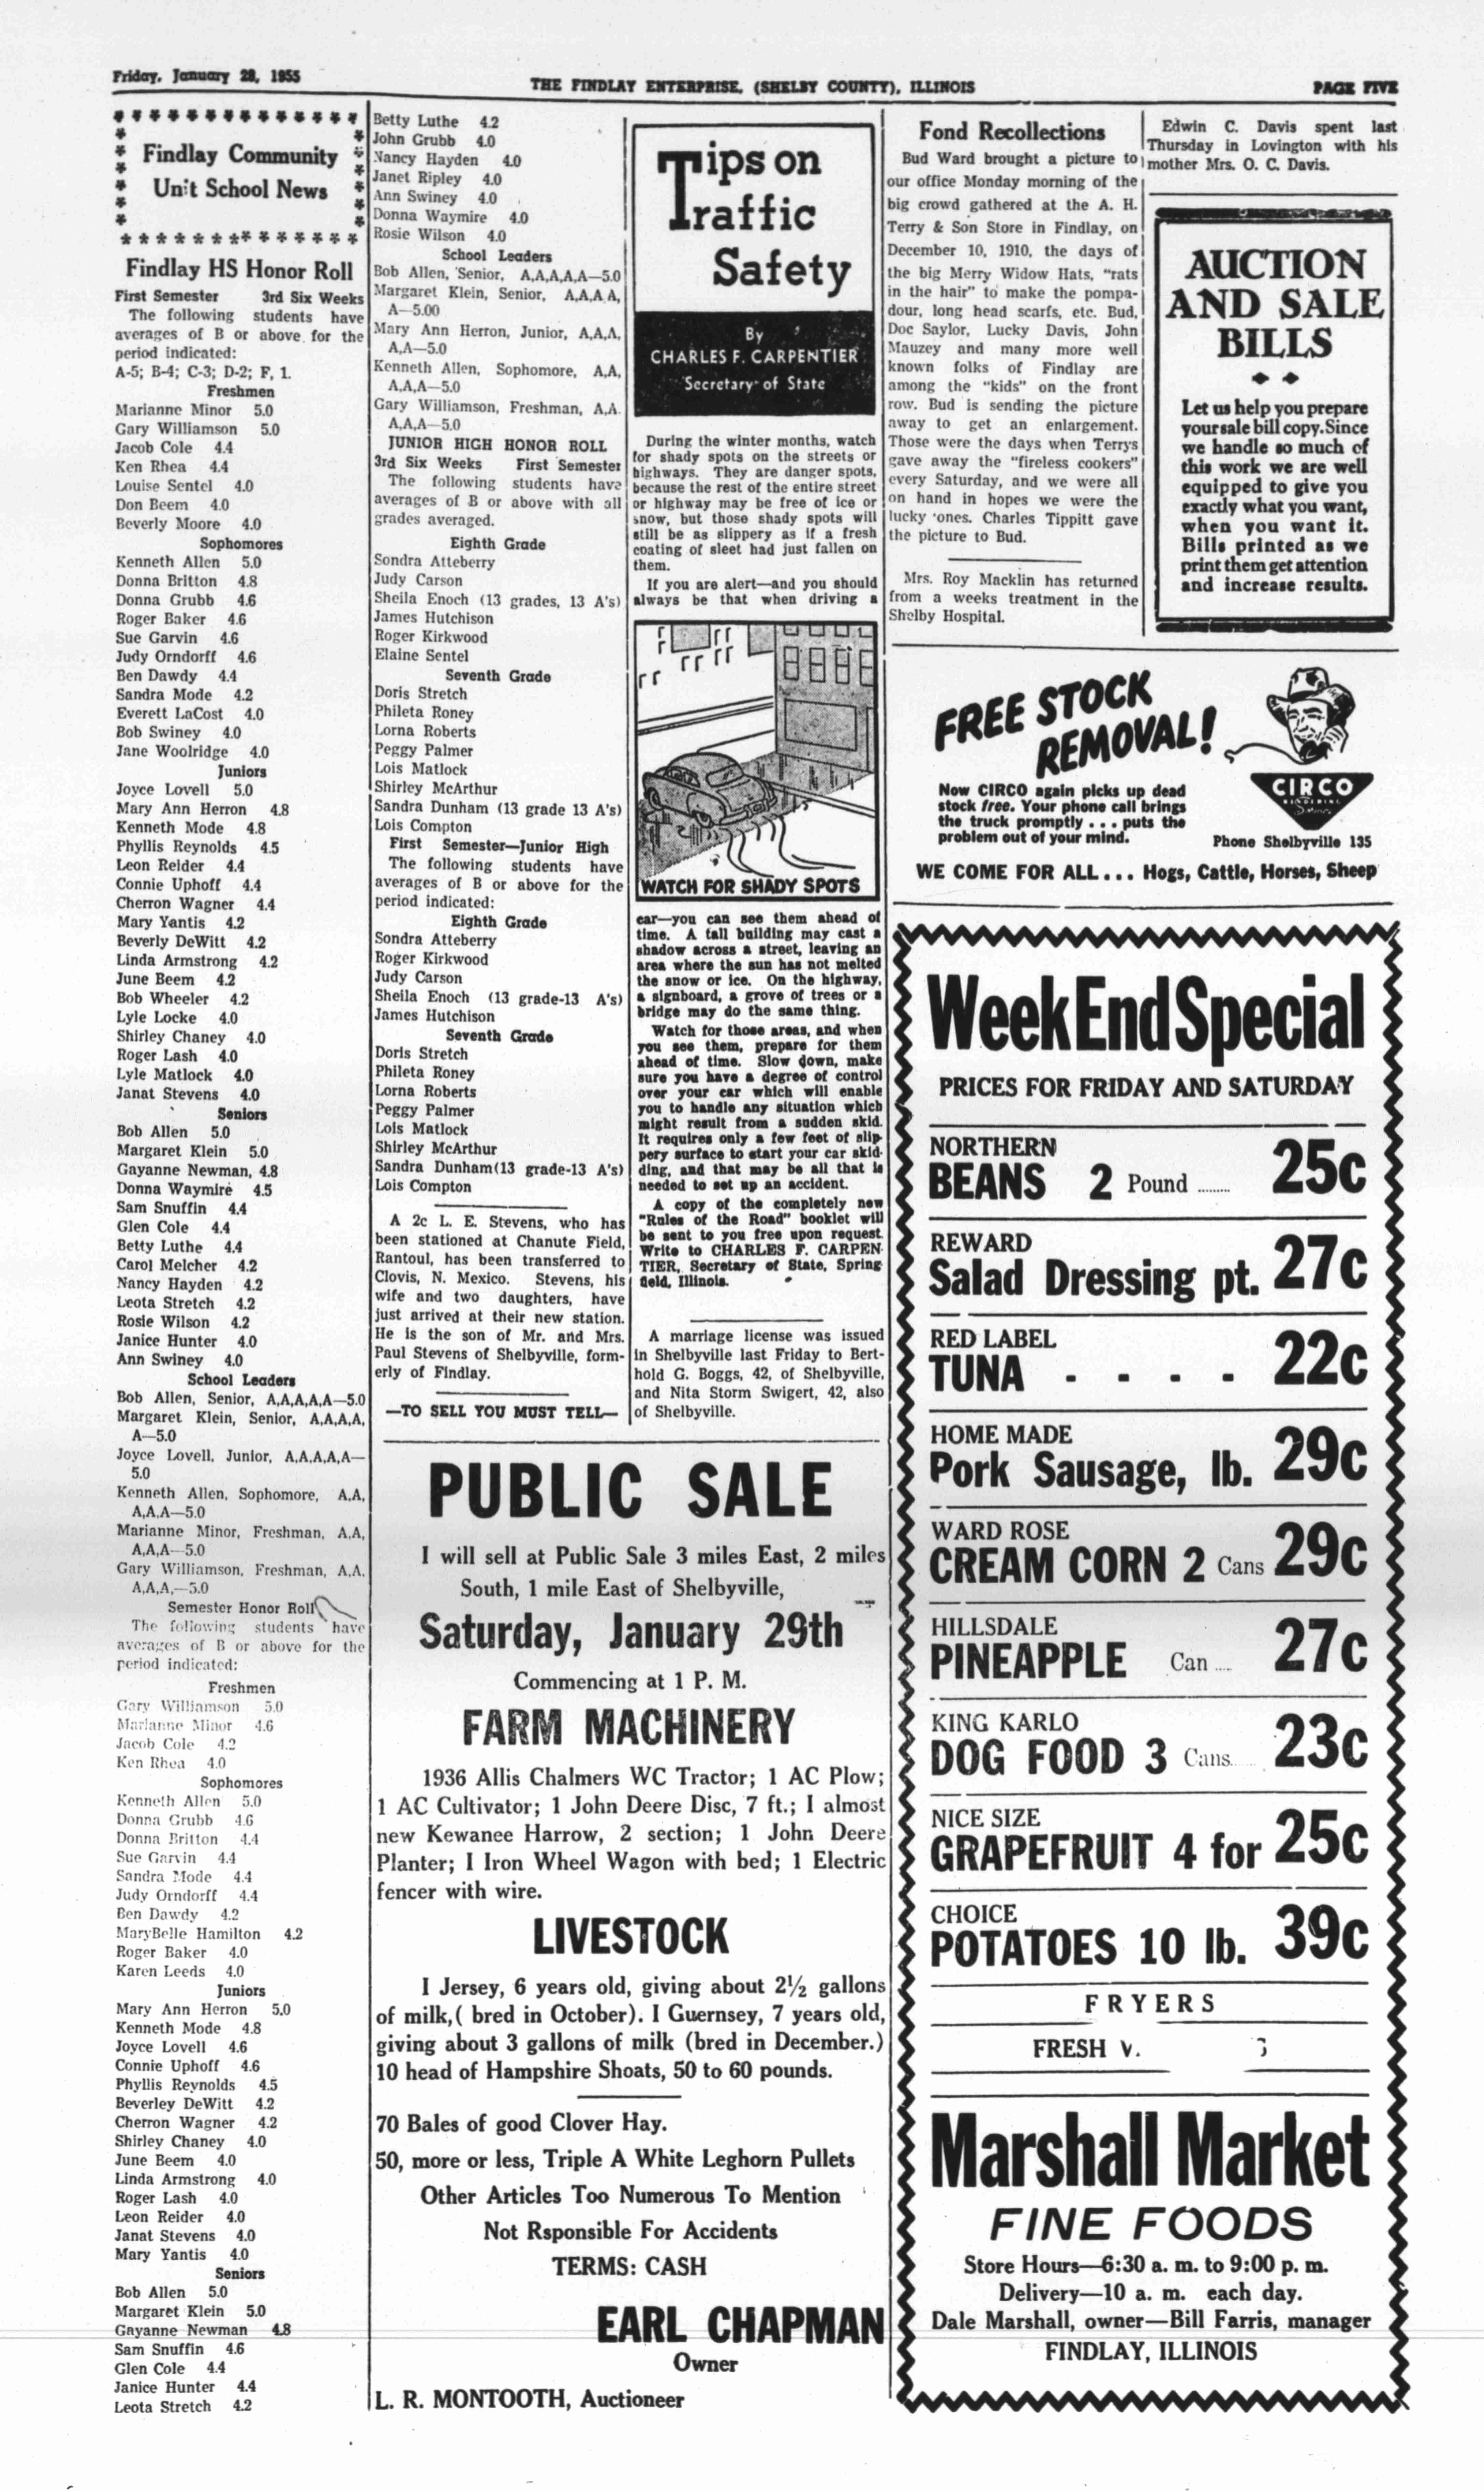 Friday, January 28, 1955
THE FINDLAY ENTERPRISE, (SHELBY COUNTY), ILLINOIS
PAGE FIVE
Findlay Community
Unit School News
Findlay HS Honor Roll
First Semester 3rd Six Weeks
The following students have
averages of B or above for the
period indicated:
A-5; B-4; C-3; D-2; F, 1.
Freshmen
Marianne Minor 5.0
Gary Williamson 5.0
Jacob Cole 4.4
Ken Rhea 4.4
Louise Sentel 4.0
Don Beem 4.0
Beverly Moore 4.0
Sophomores
Kenneth Allen 5.0
Donna Britton 4.8
Donna Grubb 4.6
Roger Baker 4.6
Sue Garvin 4.6
Judy Orndorff 4.6
Ben Dawdy 4.4
Sandra Mode 4.2
Everett LaCost 4.0
Bob Swiney 4.0
Jane Woolridge 4.0
Juniors
Joyce Lovell 5.0
Mary Ann Herron 4.8
Kenneth Mode 4.8
Phyllis Reynolds 4.5
Leon Reider 4.4
Connie Uphoff 4.4
Cherron Wagner 4.4
Mary Yantis 4.2
Beverly DeWitt 4.2
Linda Armstrong 4.2
June Beem 4.2
Bob Wheeler 4.2
Lyle Locke 4.0
Shirley Chaney 4.0
Roger Lash 4.0
Lyle Matlock 4.0
Janat Stevens 4.0
Seniors
Bob Allen 5.0
Margaret Klein 5.0
Gayanne Newman, 4.8
Donna Waymire 4.5
Sam Snuffin 4.4
Glen Cole 4.4
Betty Luthe 4.4
Carol Melcher 4.2
Nancy Hayden 4.2
Leota Stretch 4.2
Rosie Wilson 4.2
Janice Hunter 4.0
Ann Swiney 4.0
School Leaders
Bob Allen, Senior, A,A,A,A,A—5.0
Margaret Klein, Senior, A,A,A,A,
A—5.0
Joyce Lovell, Junior, A,A,A,A,A—
5.0
Kenneth Allen, Sophomore, A,A,
A,A,A—5.0
Marianne Minor, Freshman, A,A,
A,A,A—5.0
Gary Williamson, Freshman, A,A,
A,A,A,—5.0
Semester Honor Roll
The following students have
averages of B or above for the
period indicated:
Freshmen
Gary Williamson 5.0
Marianne Minor 4.6
Jacob Cole 4.2
Ken Rhea 4.0
Sophomores
Kenneth Allen 5.0
Donna Grubb 4.6
Donna Britton 4.4
Sue Garvin 4.4
Sandra Mode 4.4
Judy Orndorff 4.4
Ben Dawdy 4.2
MaryBelle Hamilton 4.2
Roger Baker 4.0
Karen Leeds 4.0
Juniors
Mary Ann Herron 5.0
Kenneth Mode 4.8
Joyce Lovell 4.6
Connie Uphoff 4.6
Phyllis Reynolds 4.5
Beverley DeWitt 4.2
Cherron Wagner 4.2
Shirley Chaney 4.0
June Beem 4.0
Linda Armstrong 4.0
Roger Lash 4.0
Leon Reider 4.0
Janat Stevens 4.0
Mary Yantis 4.0
Seniors
Bob Allen 5.0
Margaret Klein 5.0
Gayanne Newman 4.8
Sam Snuffin 4.6
Glen Cole 4.4
Janice Hunter 4.4
Leota Stretch 4.2
Betty Luthe 4.2
John Grubb 4.0
Nancy Hayden 4.0
Janet Ripley 4.0
Ann Swiney 4.0
Donna Waymire 4.0
Rosie Wilson 4.0
School Leaders
Bob Allen, Senior, A,A,A,A,A—5.0
Margaret Klein, Senior, A,A,A,A,
A—5.00
Mary Ann Herron, Junior, A,A,A,
A,A—5.0
Kenneth Allen, Sophomore, A,A,
A,A,A—5.0
Gary Williamson, Freshman, A,A,
A,A,A—5.0
JUNIOR HIGH HONOR ROLL
3rd Six Weeks First Semester
The following students have
averages of B or above with all
grades averaged.
Eighth Grade
Sondra Atteberry
Judy Carson
Sheila Enoch (13 grades, 13 A's)
James Hutchison
Roger Kirkwood
Elaine Sentel
Seventh Grade
Doris Stretch
Phileta Roney
Lorna Roberts
Peggy Palmer
Lois Matlock
Shirley McArthur
Sandra Dunham (13 grade 13 A's)
Lois Compton
First Semester—Junior High
The following students have
averages of B or above for the
period indicated:
Eighth Grade
Sondra Atteberry
Roger Kirkwood
Judy Carson
Sheila Enoch (13 grade-13 A's)
James Hutchison
Seventh Grade
Doris Stretch
Phileta Roney
Lorna Roberts
Peggy Palmer
Lois Matlock
Shirley McArthur
Sandra Dunham(13 grade-13 A's)
Lois Compton
A 2c L. E. Stevens, who has
been stationed at Chanute Field,
Rantoul, has been transferred to
Clovis, N. Mexico. Stevens, his
wife and two daughters, have
just arrived at their new station.
He is the son of Mr. and Mrs.
Paul Stevens of Shelbyville, form-
erly of Findlay.
—TO SELL YOU MUST TELL—
Tips on
Traffic
Safety
By
CHARLES F. CARPENTIER
Secretary of State
During the winter months, watch
for shady spots on the streets or
highways. They are danger spots,
because the rest of the entire street
or highway may be free of ice or
snow, but those shady spots will
still be as slippery as if a fresh
coating of sleet had just fallen on
them.
If you are alert—and you should
always be that when driving a
WATCH FOR SHADY SPOTS
car—you can see them ahead of
time. A tall building may cast a
shadow across a street, leaving an
area where the sun has not melted
the snow or ice. On the highway,
a signboard, a grove of trees or a
bridge may do the same thing.
Watch for those areas, and when
you see them, prepare for them
ahead of time. Slow down, make
sure you have a degree of control
over your car which will enable
you to handle any situation which
might result from a sudden skid.
It requires only a few feet of slip-
pery surface to start your car skid-
ding, and that may be all that is
needed to set up an accident.
A copy of the completely new
"Rules of the Road" booklet will
be sent to you free upon request.
Write to CHARLES F. CARPEN-
TIER, Secretary of State, Spring-
field, Illinois.
A marriage license was issued
in Shelbyville last Friday to Bert-
hold G. Boggs, 42, of Shelbyville,
and Nita Storm Swigert, 42, also
of Shelbyville.
PUBLIC SALE
I will sell at Public Sale 3 miles East, 2 miles
South, 1 mile East of Shelbyville,
Saturday, January 29th
Commencing at 1 P. M.
FARM MACHINERY
1936 Allis Chalmers WC Tractor; 1 AC Plow;
1 AC Cultivator; 1 John Deere Disc, 7 ft.; I almost
new Kewanee Harrow, 2 section; 1 John Deere
Planter; I Iron Wheel Wagon with bed; 1 Electric
fencer with wire.
LIVESTOCK
I Jersey, 6 years old, giving about 2½ gallons
of milk,( bred in October). I Guernsey, 7 years old,
giving about 3 gallons of milk (bred in December.)
10 head of Hampshire Shoats, 50 to 60 pounds.
70 Bales of good Clover Hay.
50, more or less, Triple A White Leghorn Pullets
Other Articles Too Numerous To Mention
Not Rsponsible For Accidents
TERMS: CASH
EARL CHAPMAN
Owner
L. R. MONTOOTH, Auctioneer
Fond Recollections
Bud Ward brought a picture to
our office Monday morning of the
big crowd gathered at the A. H.
Terry & Son Store in Findlay, on
December 10, 1910, the days of
the big Merry Widow Hats, "rats
in the hair" to make the pompa-
dour, long head scarfs, etc. Bud,
Doc Saylor, Lucky Davis, John
Mauzey and many more well
known folks of Findlay are
among the "kids" on the front
row. Bud is sending the picture
away to get an enlargement.
Those were the days when Terrys
gave away the "fireless cookers"
every Saturday, and we were all
on hand in hopes we were the
lucky 'ones. Charles Tippitt gave
the picture to Bud.
Mrs. Roy Macklin has returned
from a weeks treatment in the
Shelby Hospital.
Edwin C. Davis spent last
Thursday in Lovington with his
mother Mrs. O. C. Davis.
AUCTION
AND SALE
BILLS
Let us help you prepare
your sale bill copy. Since
we handle so much of
this work we are well
equipped to give you
exactly what you want,
when you want it.
Bills printed as we
print them get attention
and increase results.
FREE STOCK
REMOVAL!
Now CIRCO again picks up dead
stock free. Your phone call brings
the truck promptly . . . puts the
problem out of your mind.
CIRCO
Phone Shelbyville 135
WE COME FOR ALL . . . Hogs, Cattle, Horses, Sheep
Week End Special
PRICES FOR FRIDAY AND SATURDAY
NORTHERN
BEANS 2 Pound ........ 25c
REWARD
Salad Dressing pt. 27c
RED LABEL
TUNA - - - - 22c
HOME MADE
Pork Sausage, lb. 29c
WARD ROSE
CREAM CORN 2 Cans 29c
HILLSDALE
PINEAPPLE Can .... 27c
KING KARLO
DOG FOOD 3 Cans...... 23c
NICE SIZE
GRAPEFRUIT 4 for 25c
CHOICE
POTATOES 10 lb. 39c
FRYERS
FRESH
Marshall Market
FINE FOODS
Store Hours—6:30 a. m. to 9:00 p. m.
Delivery—10 a. m. each day.
Dale Marshall, owner—Bill Farris, manager
FINDLAY, ILLINOIS